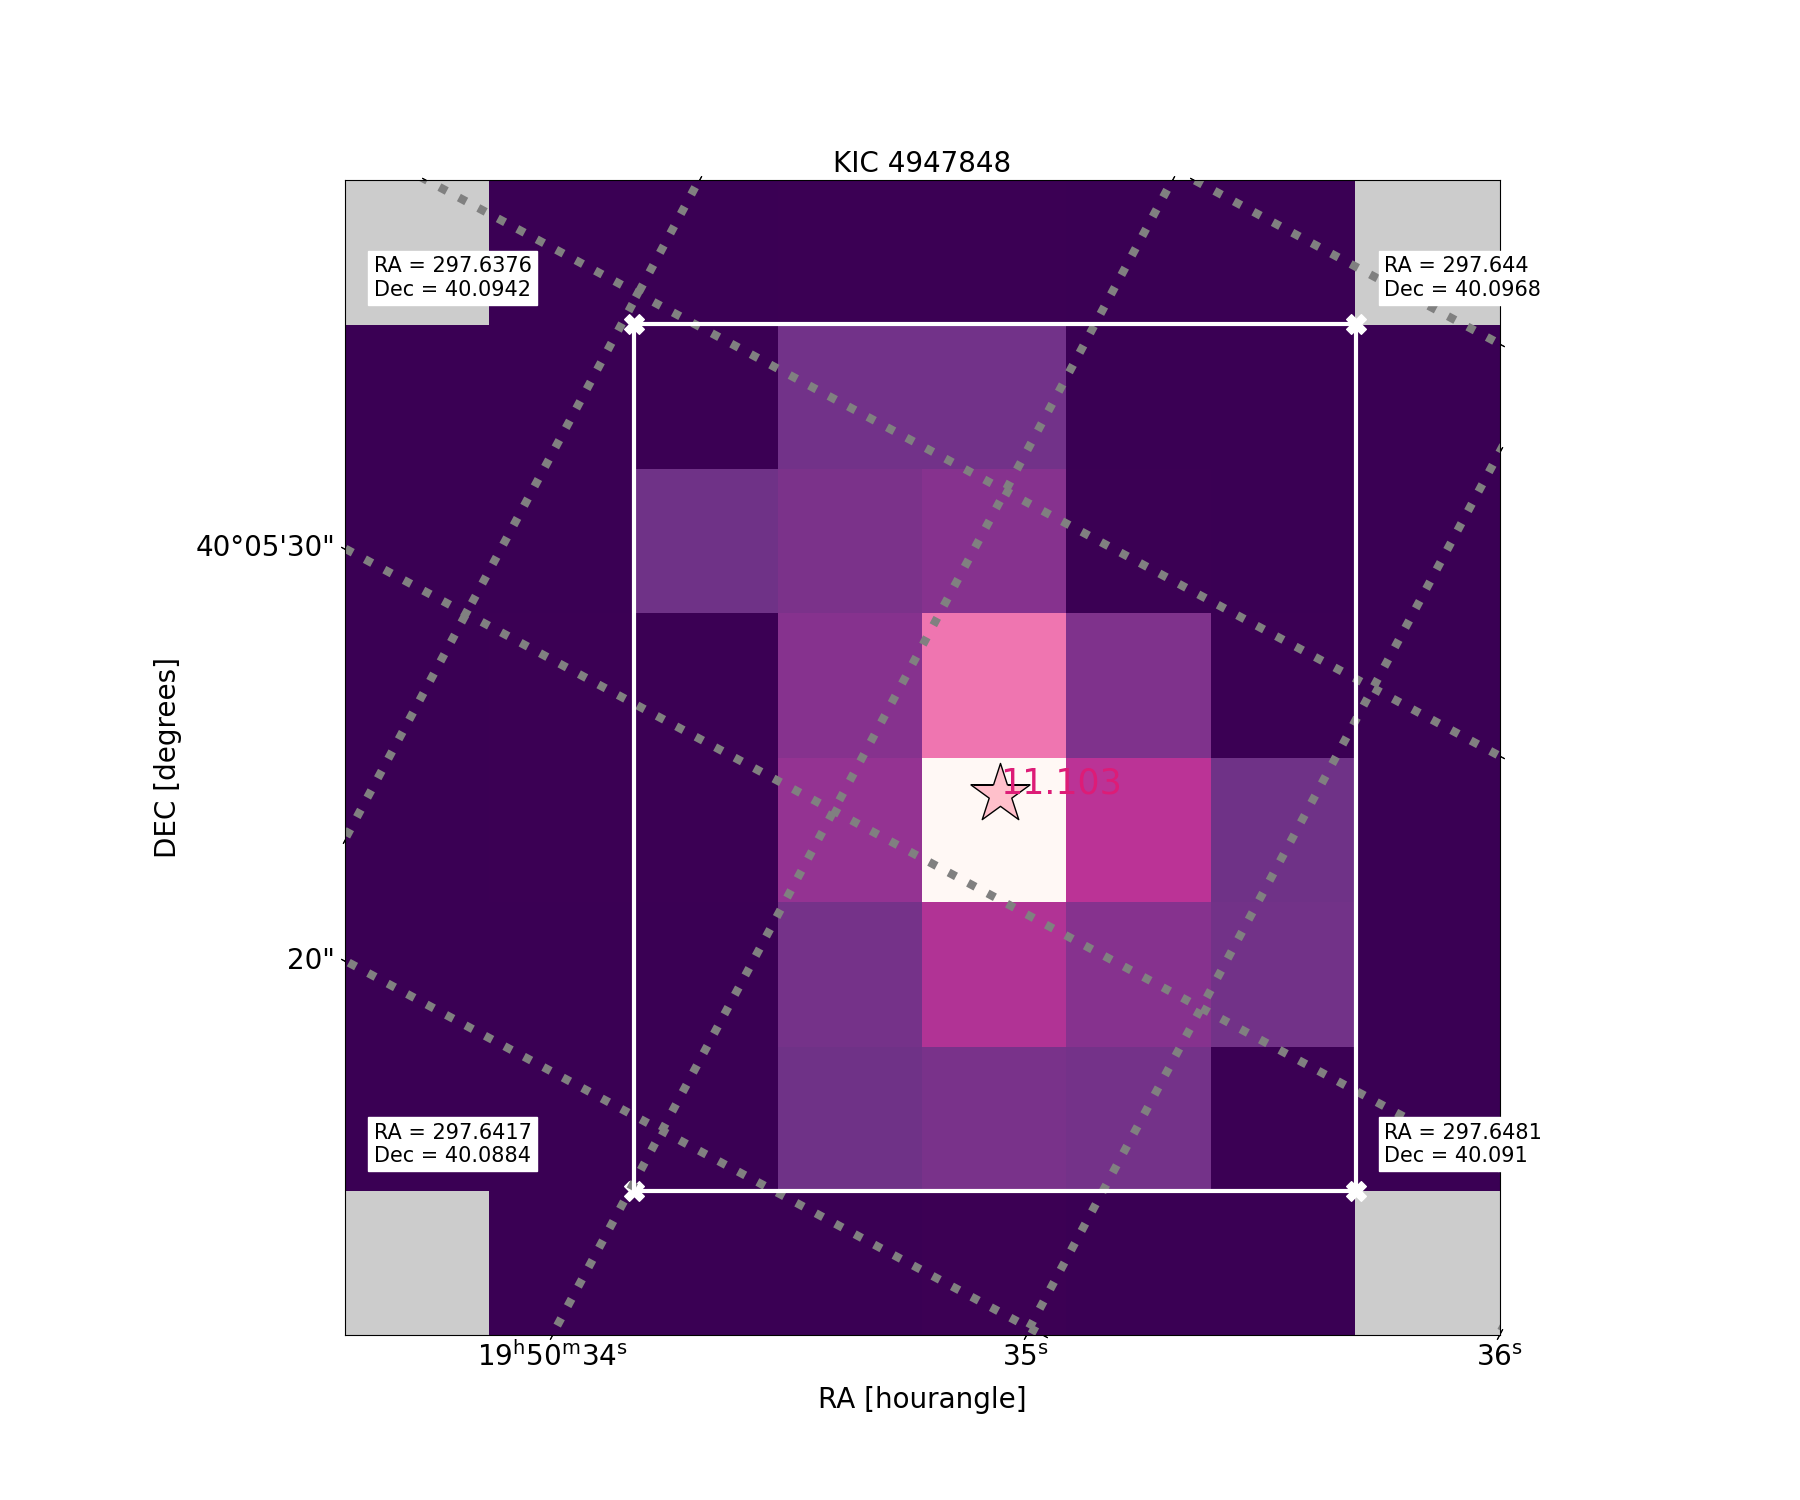 KIC 4947848
RA = 297.6376
Dec = 40.0942
RA = 297.644
Dec = 40.0968
40°05'30"
11.103
DEC [degrees]
20"
RA = 297.6417
Dec = 40.0884
RA = 297.6481
Dec = 40.091
19ʰ50ᵐ34ˢ
35ˢ
36ˢ
RA [hourangle]